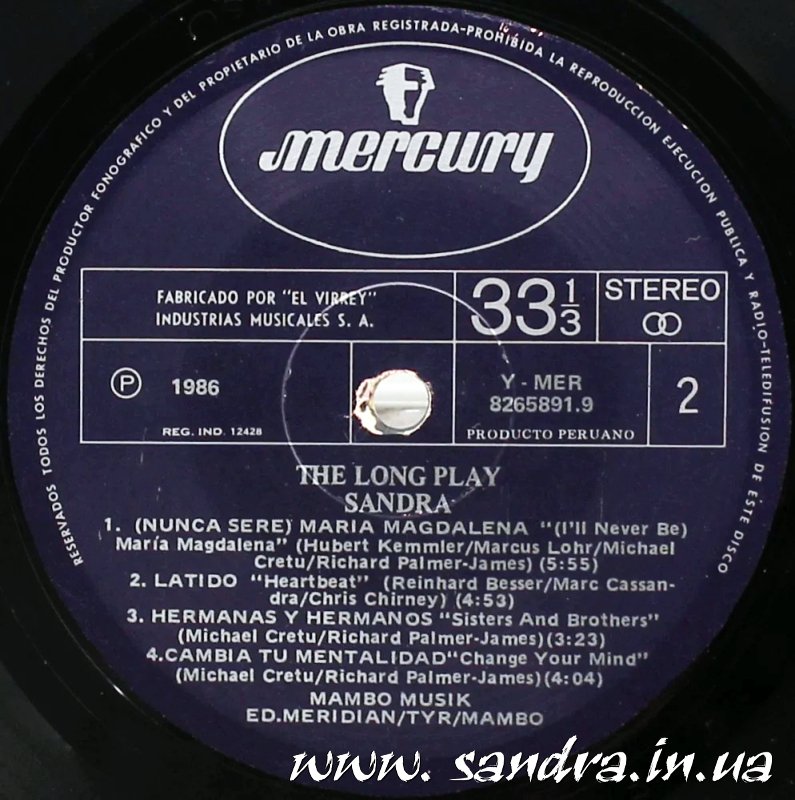 RESERVADOS TODOS LOS DERECHOS DEL PRODUCTOR FONOGRAFICO Y DEL PROPIETARIO DE LA OBRA REGISTRADA-PROHIBIDA LA REPRODUCCION EJECUCION PUBLICA Y RADIO-TELEDIFUSION DE ÉSTE DISCO
mercury
FABRICADO POR "EL VIRREY"
INDUSTRIAS MUSICALES S. A.
33 1/3
STEREO
℗ 1986
REG. IND. 12428
Y - MER
8265891.9
PRODUCTO PERUANO
2
THE LONG PLAY
SANDRA
1. (NUNCA SERE) MARIA MAGDALENA "(I'll Never Be)
María Magdalena" (Hubert Kemmler/Marcus Lohr/Michael
Cretu/Richard Palmer-James) (5:55)
2. LATIDO "Heartbeat" (Reinhard Besser/Marc Cassan-
dra/Chris Chirney) (4:53)
3. HERMANAS Y HERMANOS "Sisters And Brothers"
(Michael Cretu/Richard Palmer-James)(3:23)
4.CAMBIA TU MENTALIDAD"Change Your Mind"
(Michael Cretu/Richard Palmer-James)(4:04)
MAMBO MUSIK
ED.MERIDIAN/TYR/MAMBO
www. sandra.in.ua